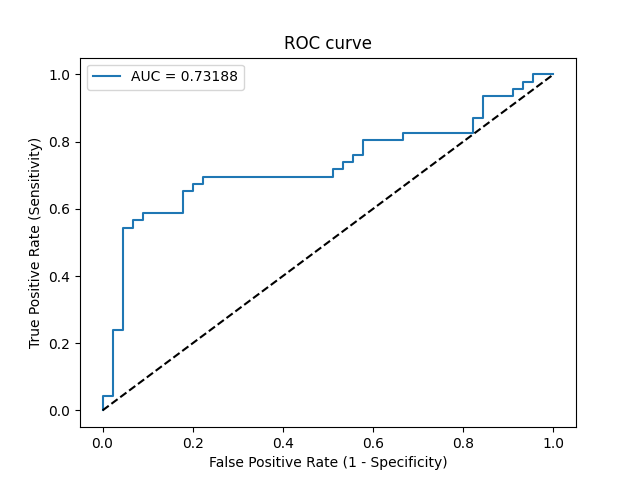 ROC curve
AUC = 0.73188
1.0
0.8
0.6
0.4
0.2
0.0
True Positive Rate (Sensitivity)
0.0 0.2 0.4 0.6 0.8 1.0
False Positive Rate (1 - Specificity)